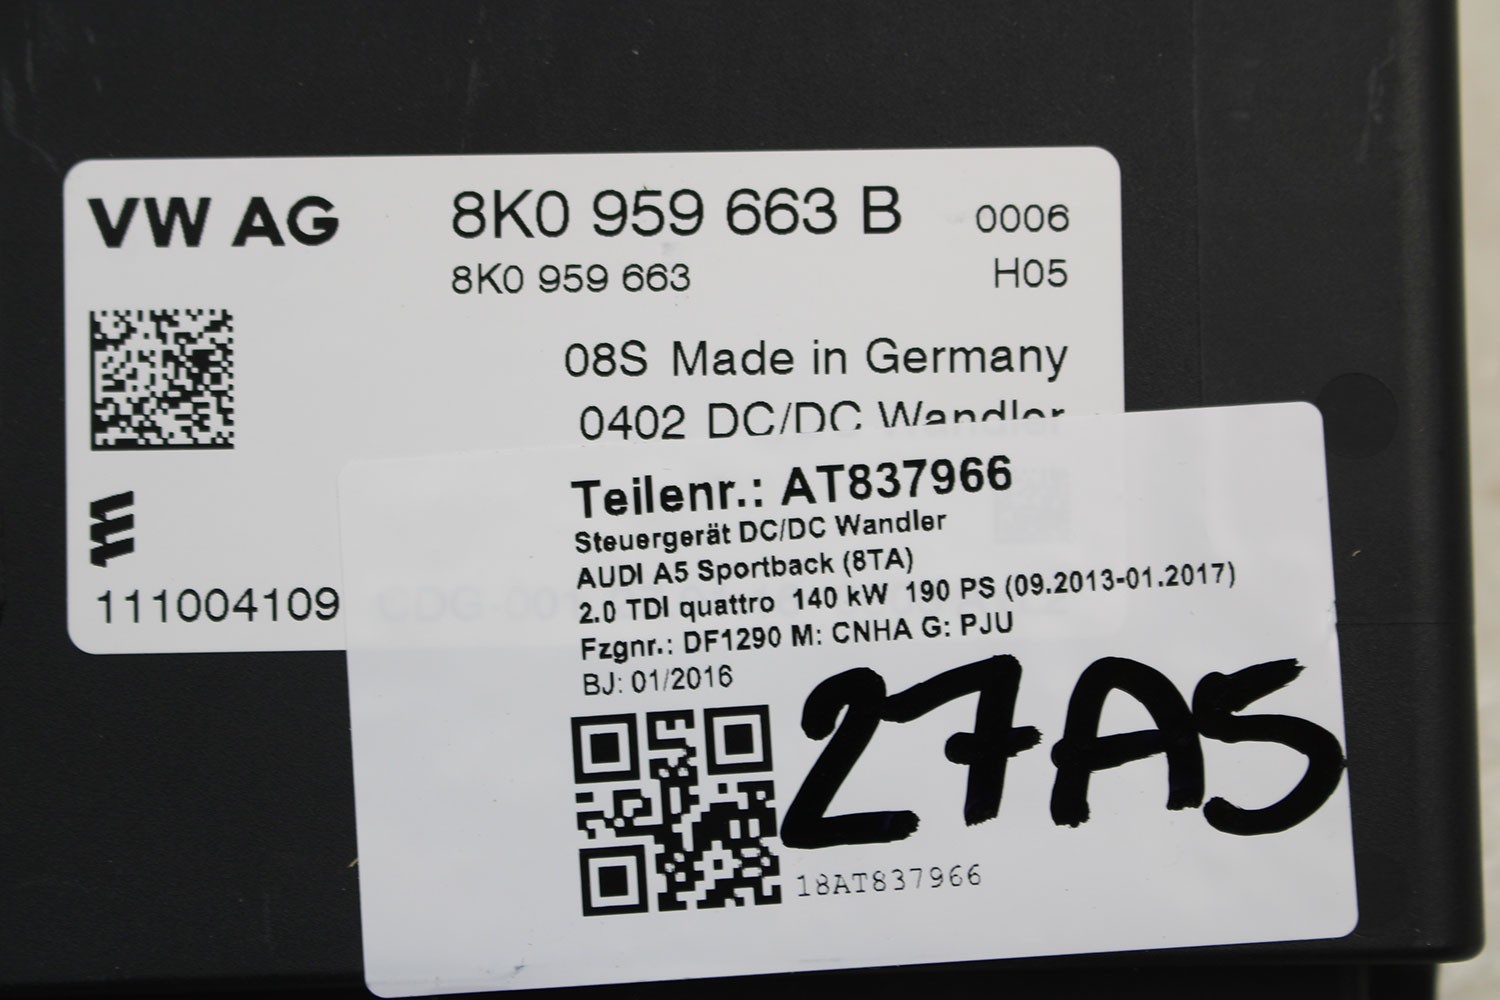 VW AG 8K0 959 663 B 0006
8K0 959 663 H05
08S Made in Germany
0402 DC/DC Wandler
111004109
Teilenr.: AT837966
Steuergerät DC/DC Wandler
AUDI A5 Sportback (8TA)
2.0 TDI quattro 140 kW 190 PS (09.2013-01.2017)
Fzgnr.: DF1290 M: CNHA G: PJU
BJ: 01/2016
27A5
18AT837966